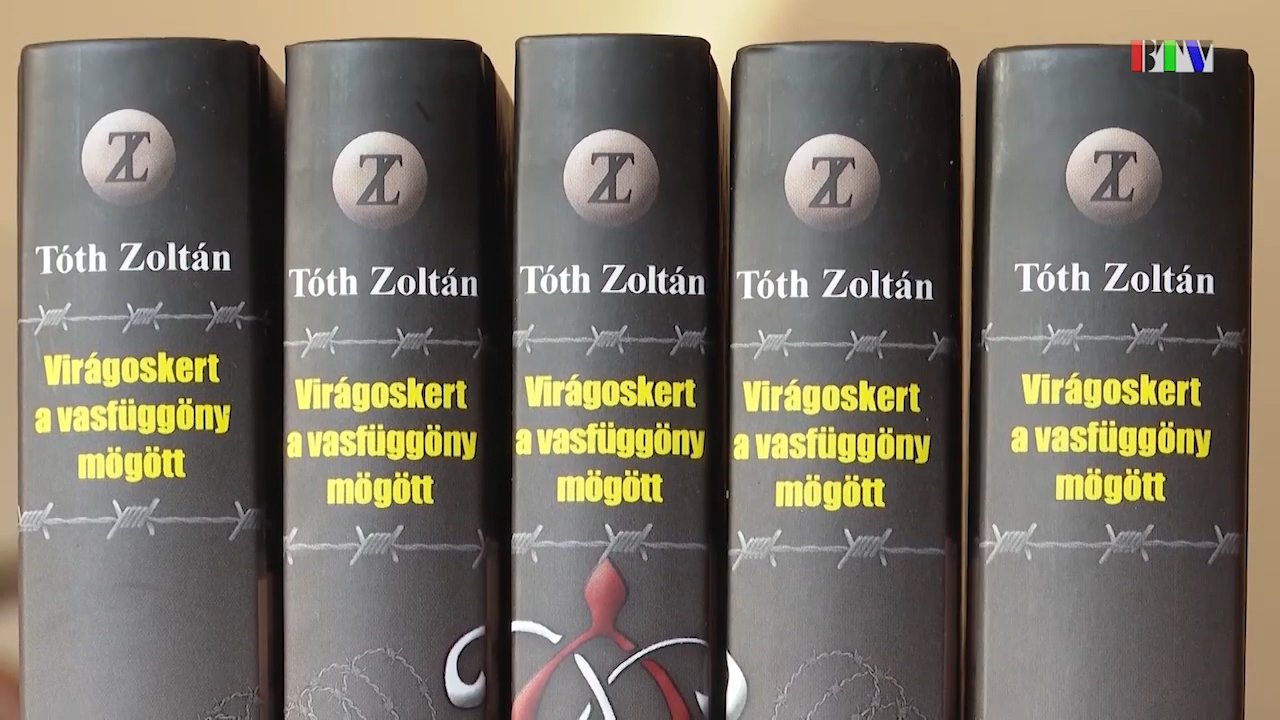 BTV
TZ
Tóth Zoltán
Virágoskert
a vasfüggöny
mögött
TZ
Tóth Zoltán
Virágoskert
a vasfüggöny
mögött
TZ
Tóth Zoltán
Virágoskert
a vasfüggöny
mögött
TZ
Tóth Zoltán
Virágoskert
a vasfüggöny
mögött
TZ
Tóth Zoltán
Virágoskert
a vasfüggöny
mögött